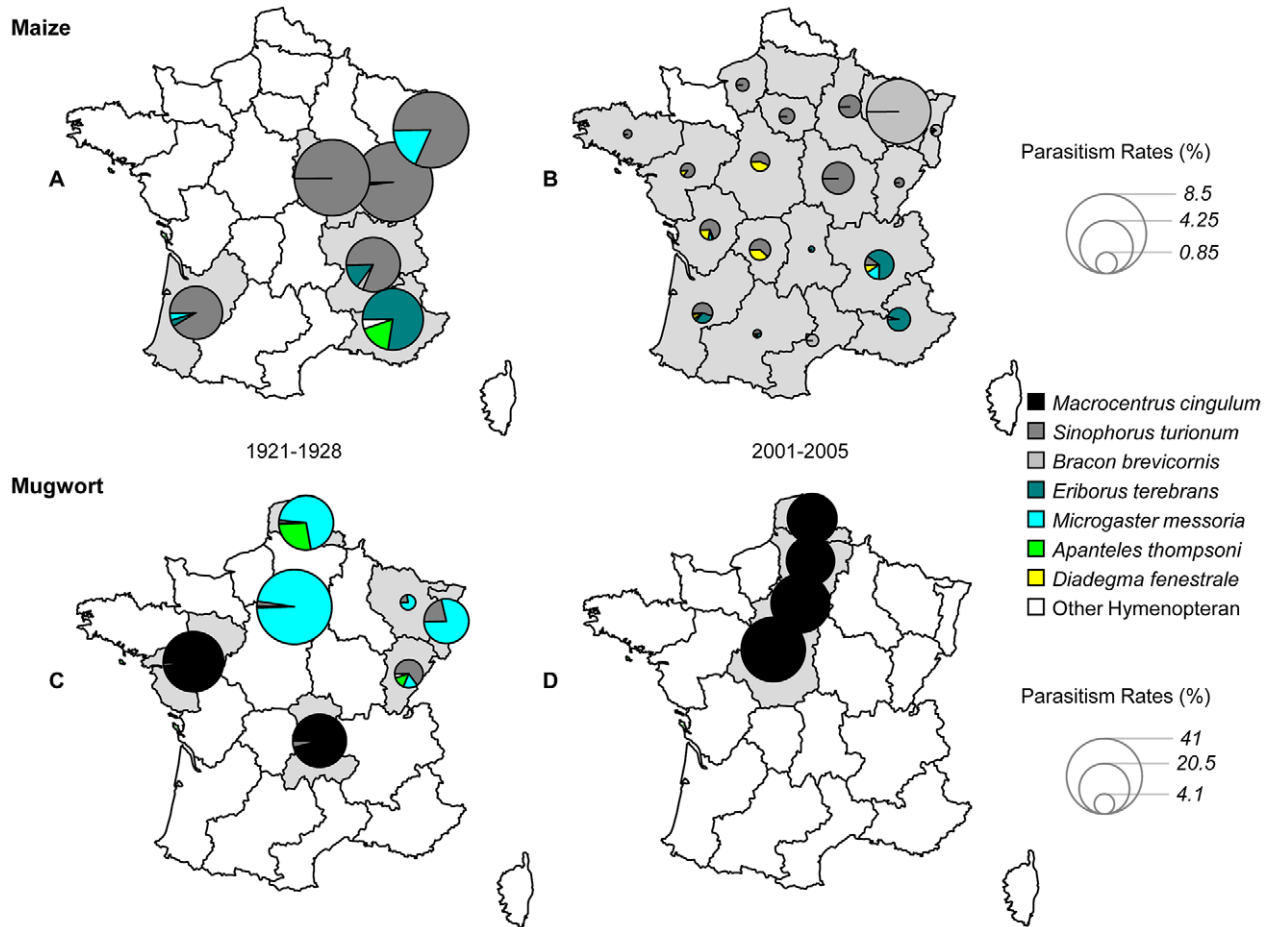 Maize
A
B
Parasitism Rates (%)
8.5
4.25
0.85
1921-1928
2001-2005
Macrocentrus cingulum
Sinophorus turionum
Bracon brevicornis
Eriborus terebrans
Microgaster messoria
Apanteles thompsoni
Diadegma fenestrale
Other Hymenopteran
Mugwort
C
D
Parasitism Rates (%)
41
20.5
4.1